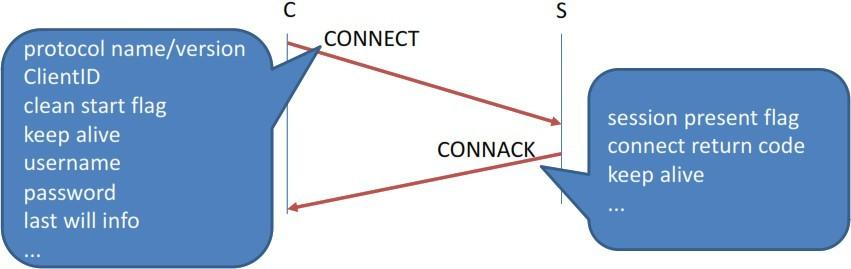 C
S
CONNECT
protocol name/version
ClientID
clean start flag
keep alive
username
password
last will info
...
CONNACK
session present flag
connect return code
keep alive
...